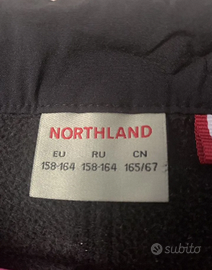 NORTHLAND
EU RU CN
158-164 158-164 165/67
subito